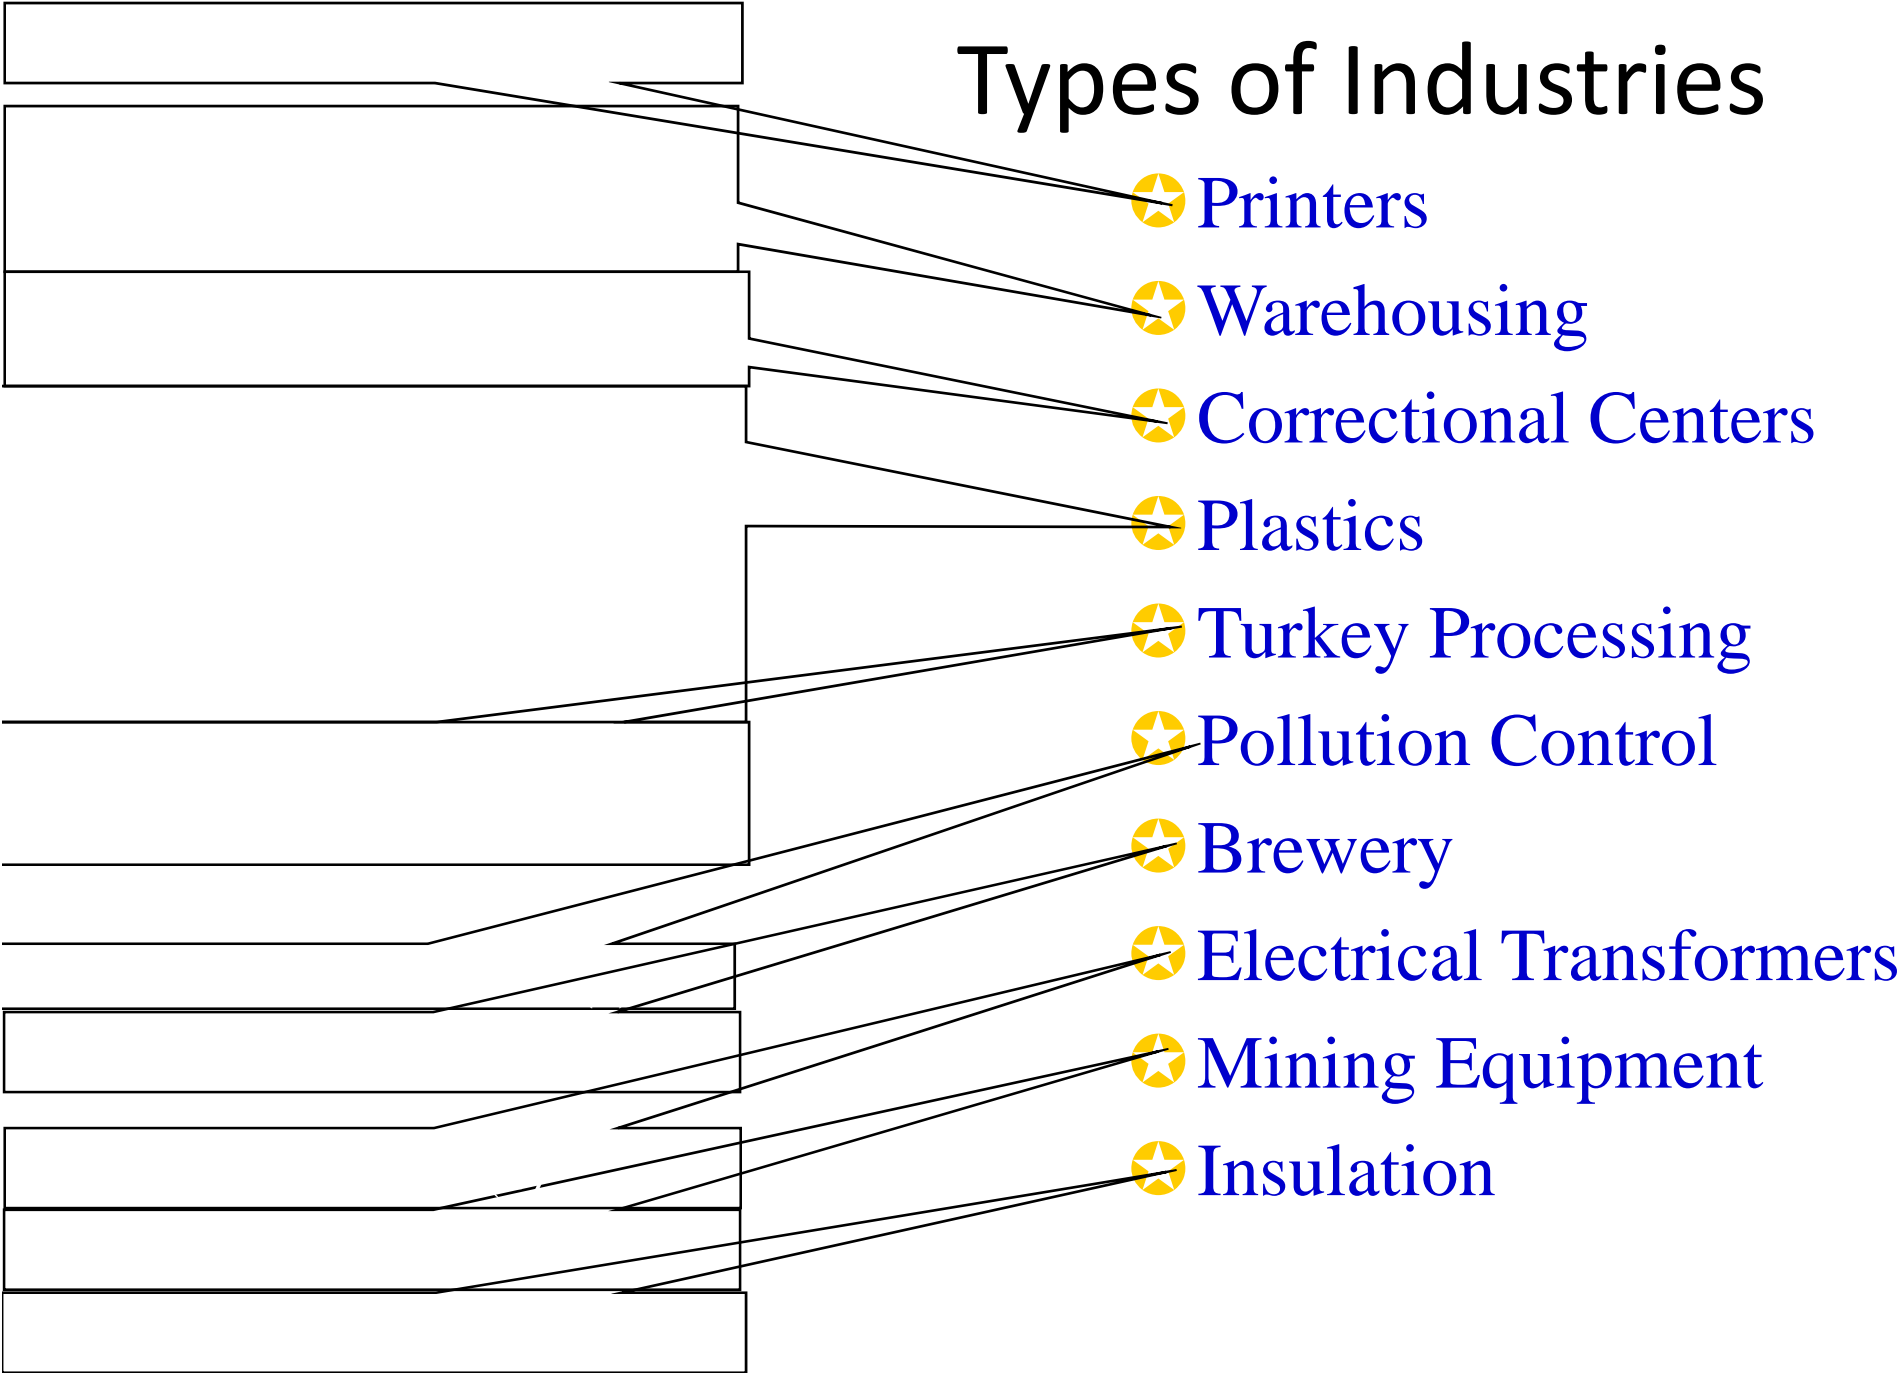 Types of Industries
Printers
Warehousing
Correctional Centers
Plastics
Turkey Processing
Pollution Control
Brewery
Electrical Transformers
Mining Equipment
Insulation